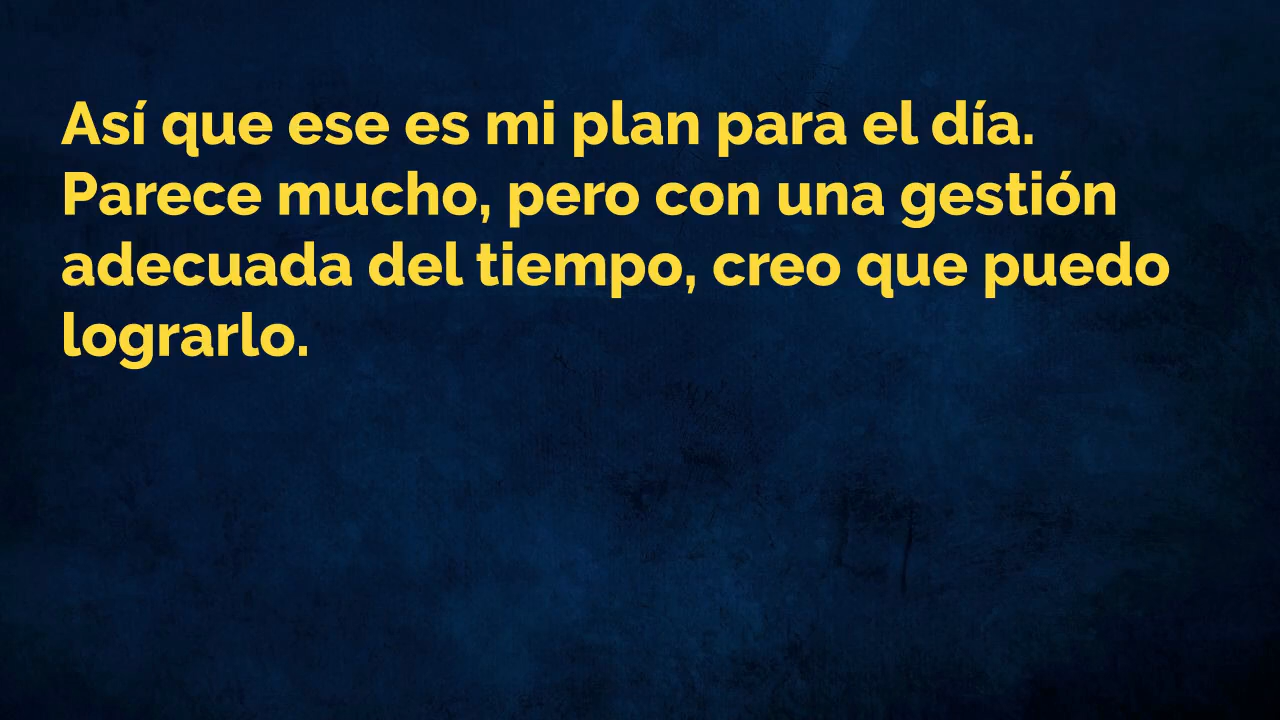 Así que ese es mi plan para el día.
Parece mucho, pero con una gestión
adecuada del tiempo, creo que puedo
lograrlo.